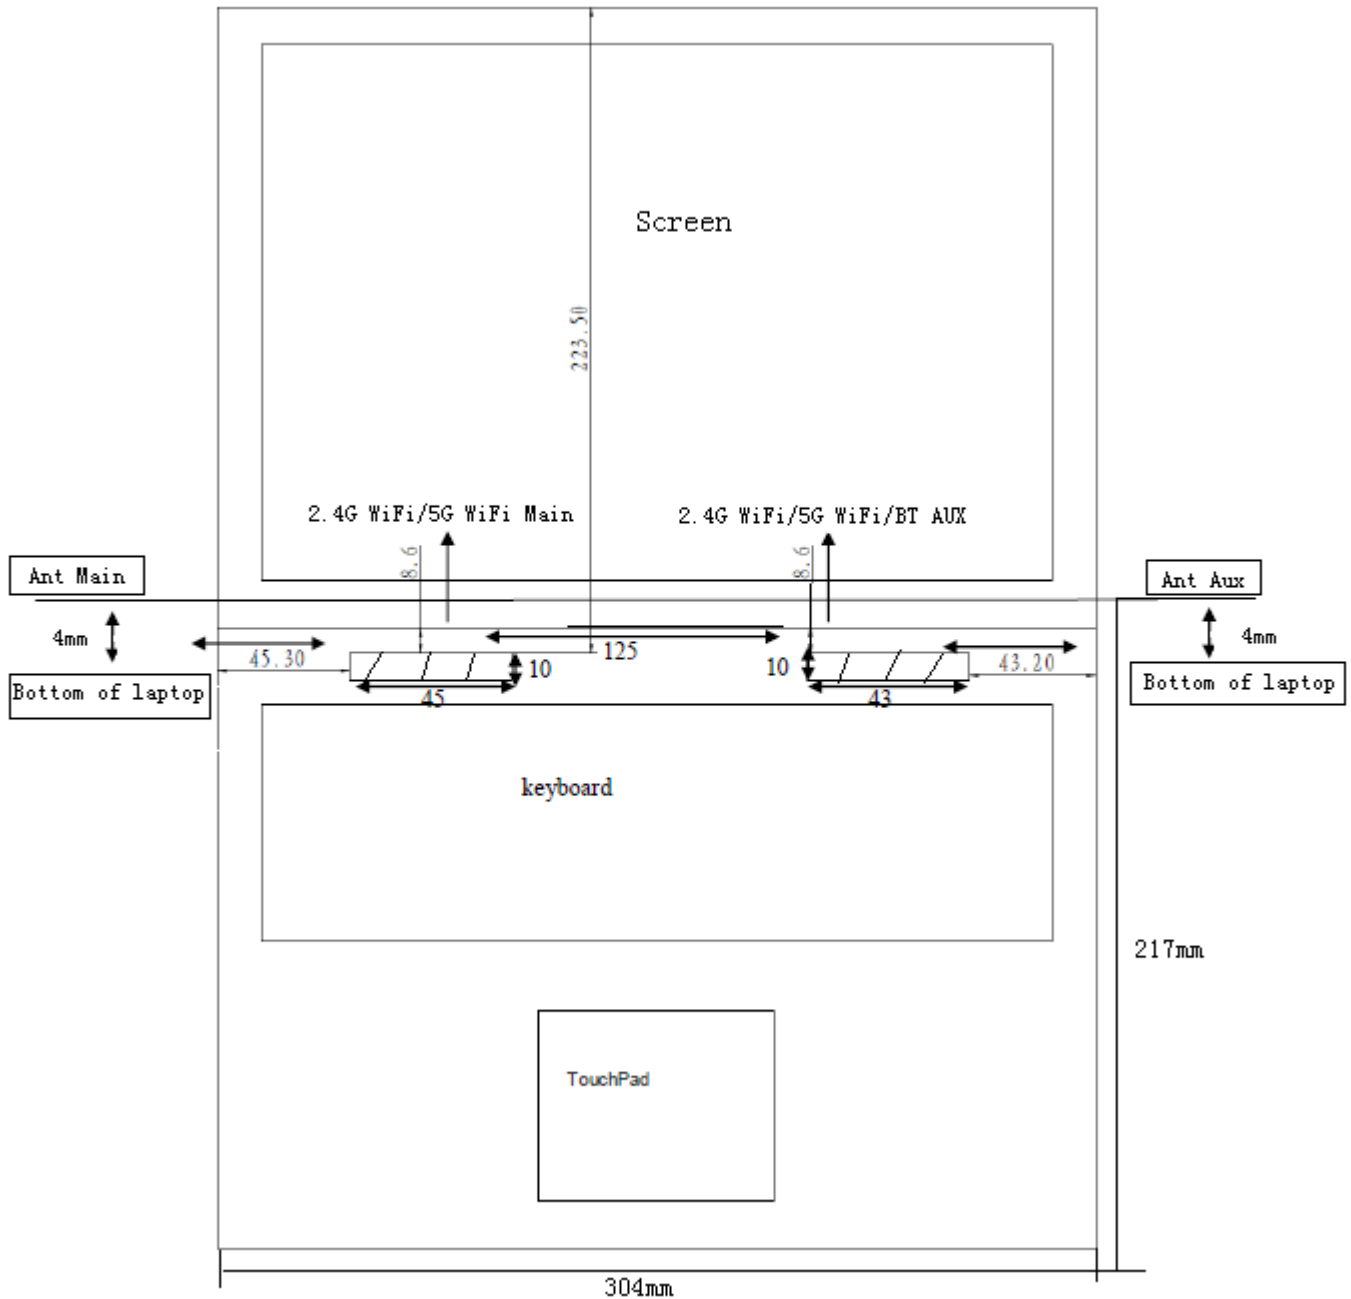 Screen
223.50
2.4G WiFi/5G WiFi Main
2.4G WiFi/5G WiFi/BT AUX
8.6
8.6
Ant Main
Ant Aux
4mm
4mm
45.30
125
43.20
10
10
Bottom of laptop
Bottom of laptop
45
43
keyboard
217mm
TouchPad
304mm